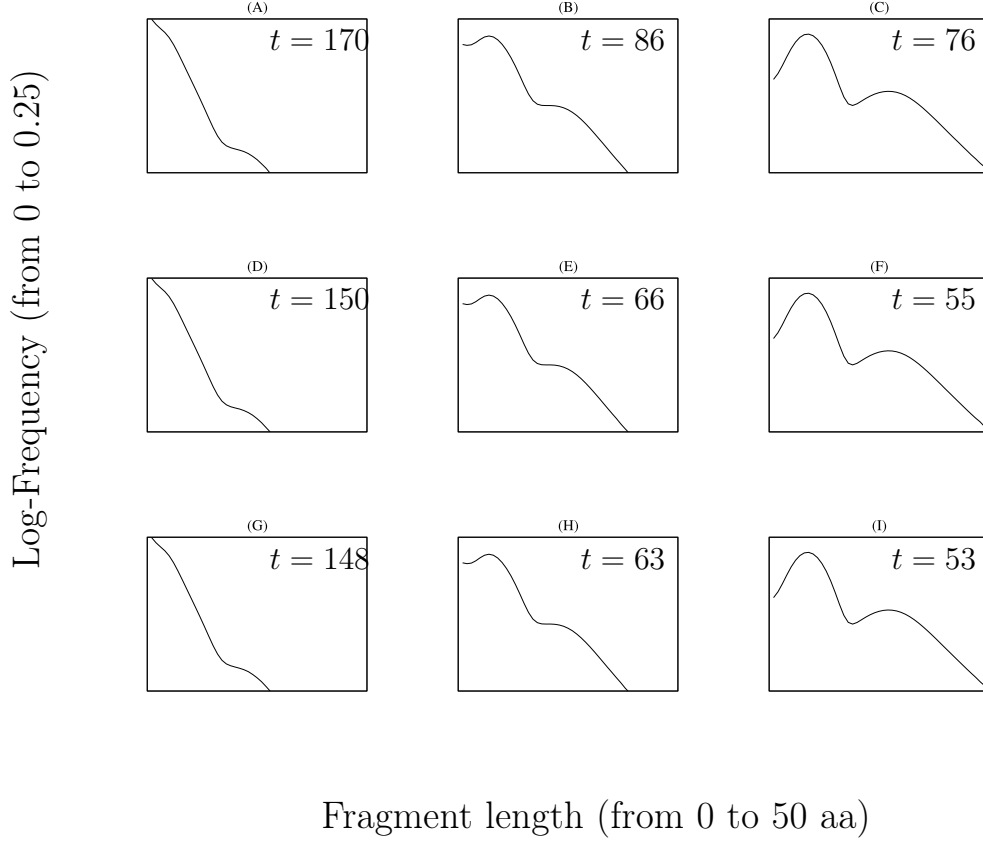 (A)
t = 170
(B)
t = 86
(C)
t = 76
(D)
t = 150
(E)
t = 66
(F)
t = 55
(G)
t = 148
(H)
t = 63
(I)
t = 53
Log-Frequency (from 0 to 0.25)
Fragment length (from 0 to 50 aa)